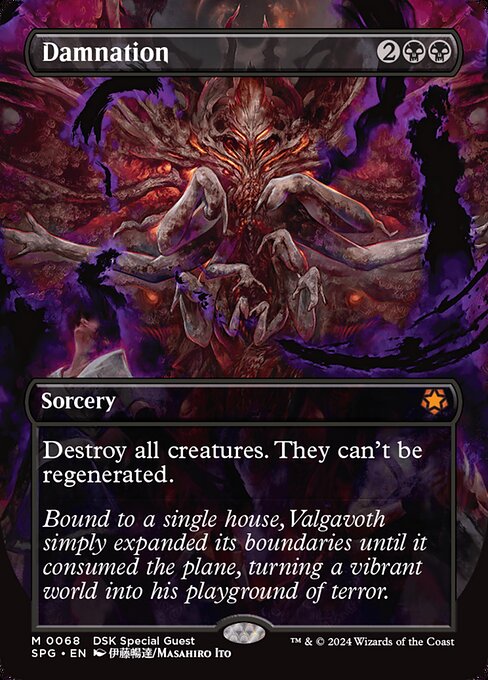 Damnation 2
Sorcery
Destroy all creatures. They can't be
regenerated.
Bound to a single house, Valgavoth
simply expanded its boundaries until it
consumed the plane, turning a vibrant
world into his playground of terror.
M 0068 DSK Special Guest
SPG • EN 伊藤暢達/Masahiro Ito
™ & © 2024 Wizards of the Coast